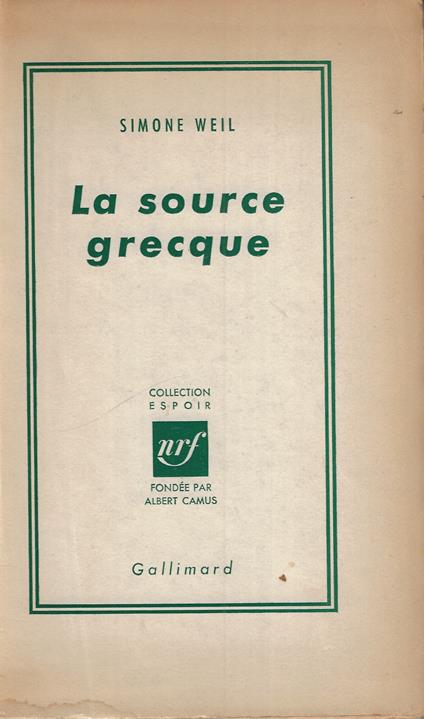 SIMONE WEIL
La source
grecque
COLLECTION
ESPOIR
nrf
FONDÉE PAR
ALBERT CAMUS
Gallimard